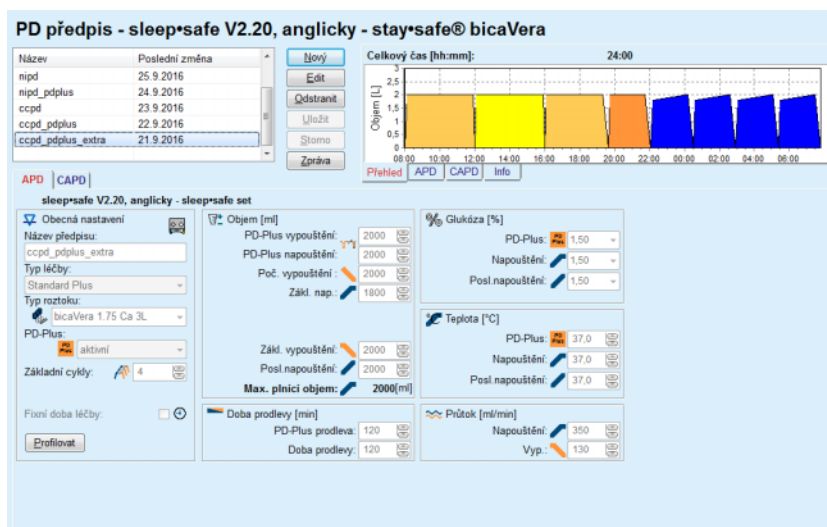 PD předpis - sleep•safe V2.20, anglicky - stay•safe® bicaVera
Název Poslední změna
nipd 25.9.2016
nipd_pdplus 24.9.2016
ccpd 23.9.2016
ccpd_pdplus 22.9.2016
ccpd_pdplus_extra 21.9.2016
Nový
Edit
Odstranit
Uložit
Storno
Zpráva
Celkový čas [hh:mm]: 24:00
Objem [L]
3
2,5
2
1,5
1
0,5
0
08:00 10:00 12:00 14:00 16:00 18:00 20:00 22:00 00:00 02:00 04:00 06:00
Přehled APD CAPD Info
APD CAPD
sleep•safe V2.20, anglicky - sleep•safe set
Obecná nastavení
Název předpisu:
ccpd_pdplus_extra
Typ léčby:
Standard Plus
Typ roztoku:
bicaVera 1.75 Ca 3L
PD-Plus:
PD Plus aktivní
Základní cykly: 4
Fixní doba léčby:
Profilovat
Objem [ml]
PD-Plus vypouštění: 2000
PD-Plus napouštění: 2000
Poč. vypouštění : 2000
Zákl. nap.: 1800
Zákl. vypouštění: 2000
Posl.napouštění: 2000
Max. plnicí objem: 2000[ml]
Doba prodlevy [min]
PD-Plus prodleva: 120
Doba prodlevy: 120
Glukóza [%]
PD-Plus: PD Plus 1,50
Napouštění: 1,50
Posl.napouštění: 1,50
Teplota [°C]
PD-Plus: PD Plus 37,0
Napouštění: 37,0
Posl.napouštění: 37,0
Průtok [ml/min]
Napouštění: 350
Vyp.: 130